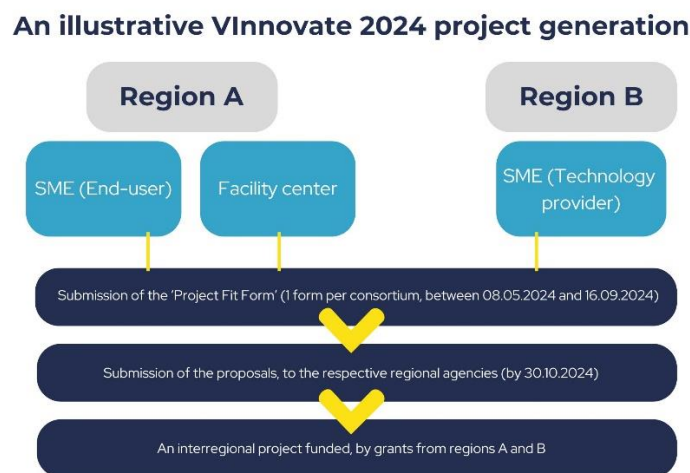 An illustrative VInnovate 2024 project generation
Region A
Region B
SME (End-user)
Facility center
SME (Technology
provider)
Submission of the 'Project Fit Form' (1 form per consortium, between 08.05.2024 and 16.09.2024)
Submission of the proposals, to the respective regional agencies (by 30.10.2024)
An interregional project funded, by grants from regions A and B